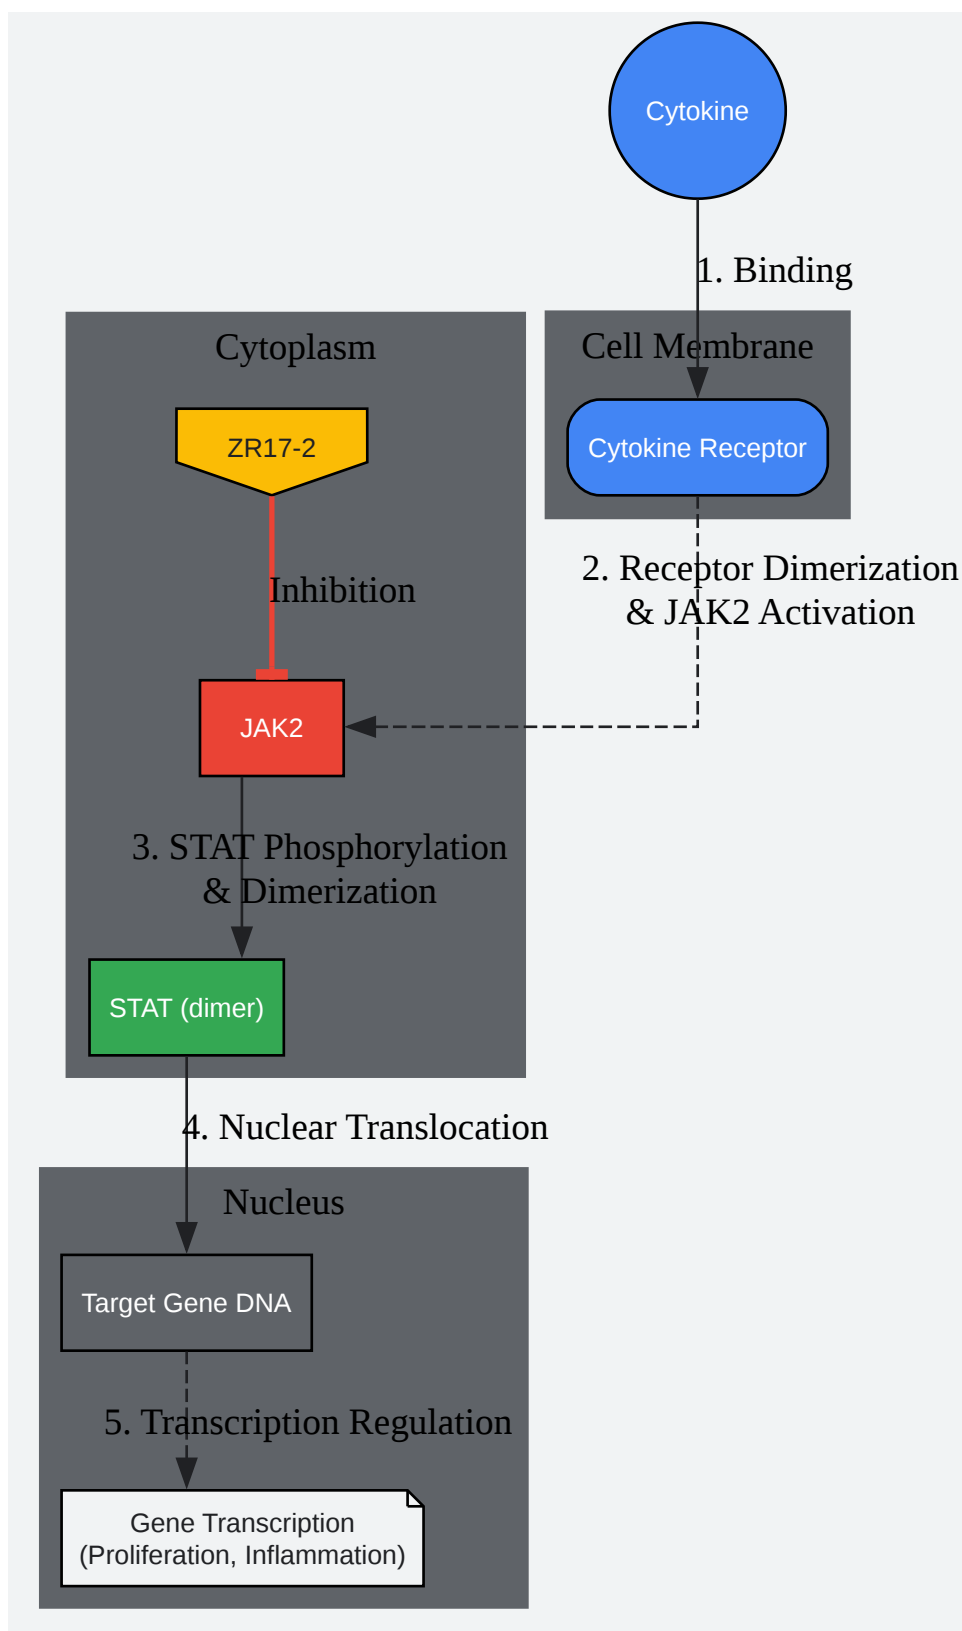 Cytokine
1. Binding
Cytoplasm
Cell Membrane
ZR17-2
Cytokine Receptor
Inhibition
2. Receptor Dimerization
& JAK2 Activation
JAK2
3. STAT Phosphorylation
& Dimerization
STAT (dimer)
4. Nuclear Translocation
Nucleus
Target Gene DNA
5. Transcription Regulation
Gene Transcription
(Proliferation, Inflammation)